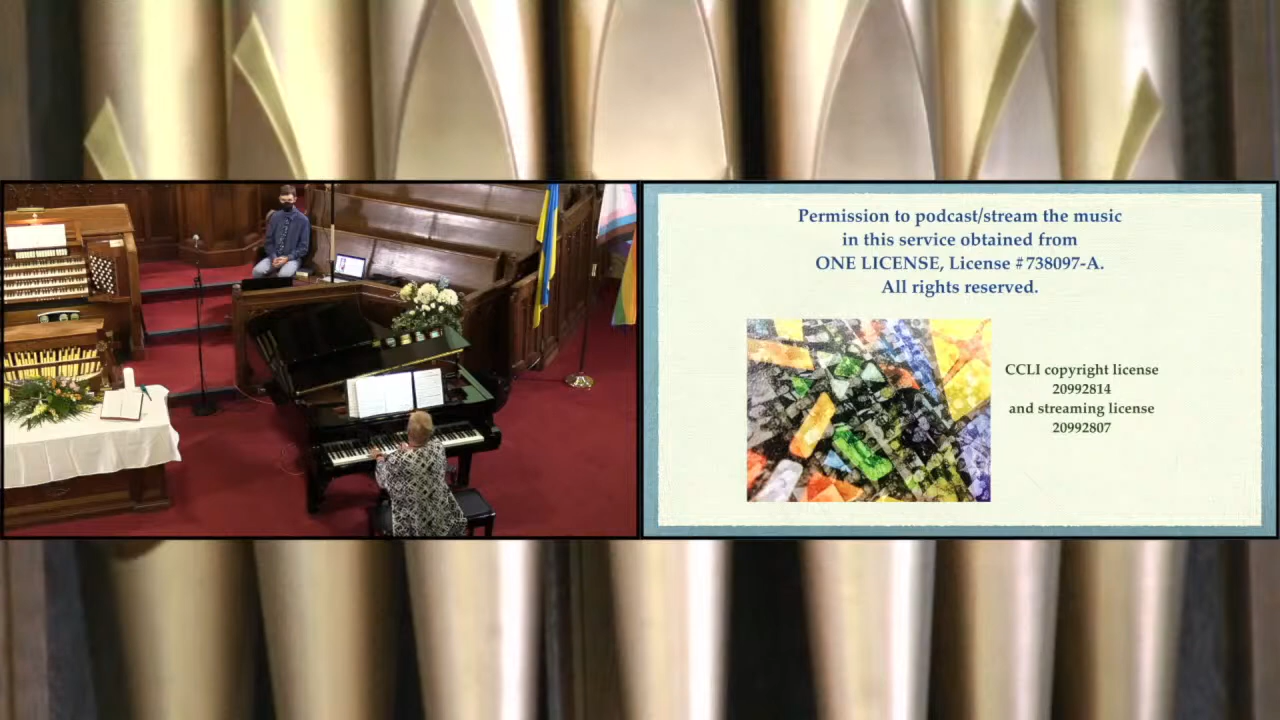 Permission to podcast/stream the music
in this service obtained from
ONE LICENSE, License #738097-A.
All rights reserved.
CCLI copyright license
20992814
and streaming license
20992807